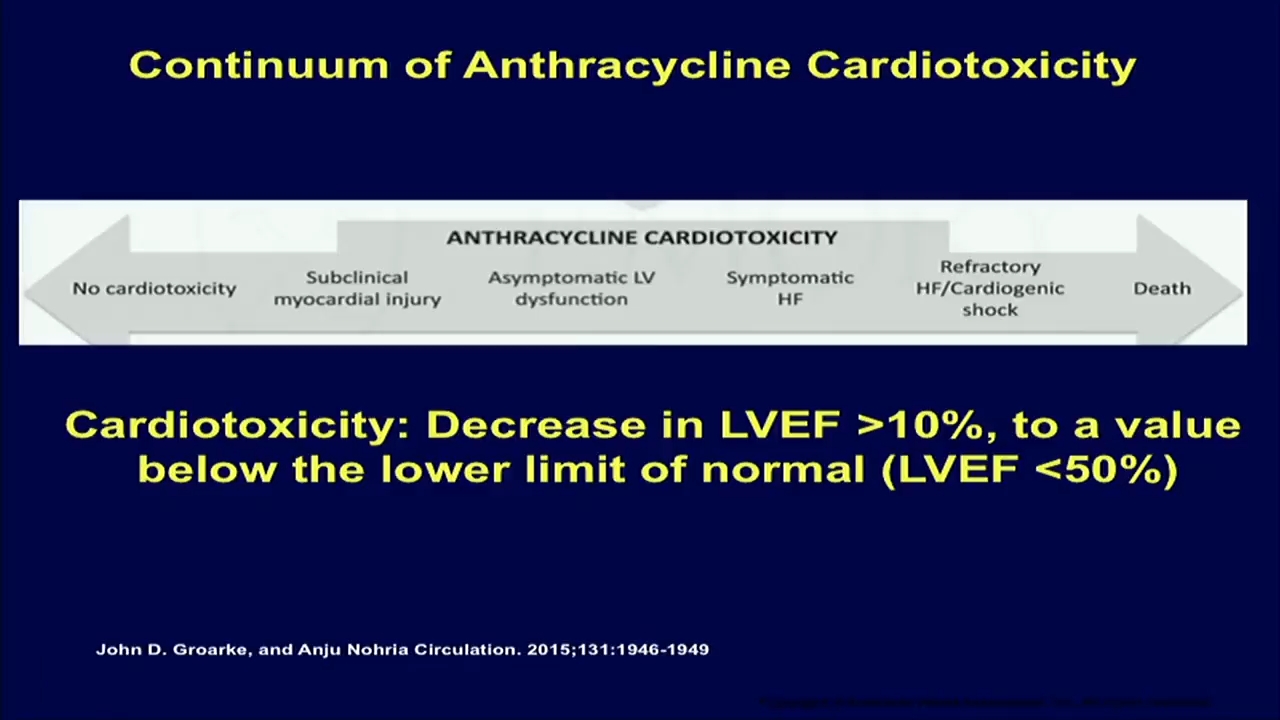 Continuum of Anthracycline Cardiotoxicity
ANTHRACYCLINE CARDIOTOXICITY
No cardiotoxicity
Subclinical
myocardial injury
Asymptomatic LV
dysfunction
Symptomatic
HF
Refractory
HF/Cardiogenic
shock
Death
Cardiotoxicity: Decrease in LVEF >10%, to a value
below the lower limit of normal (LVEF <50%)
John D. Groarke, and Anju Nohria Circulation. 2015;131:1946-1949